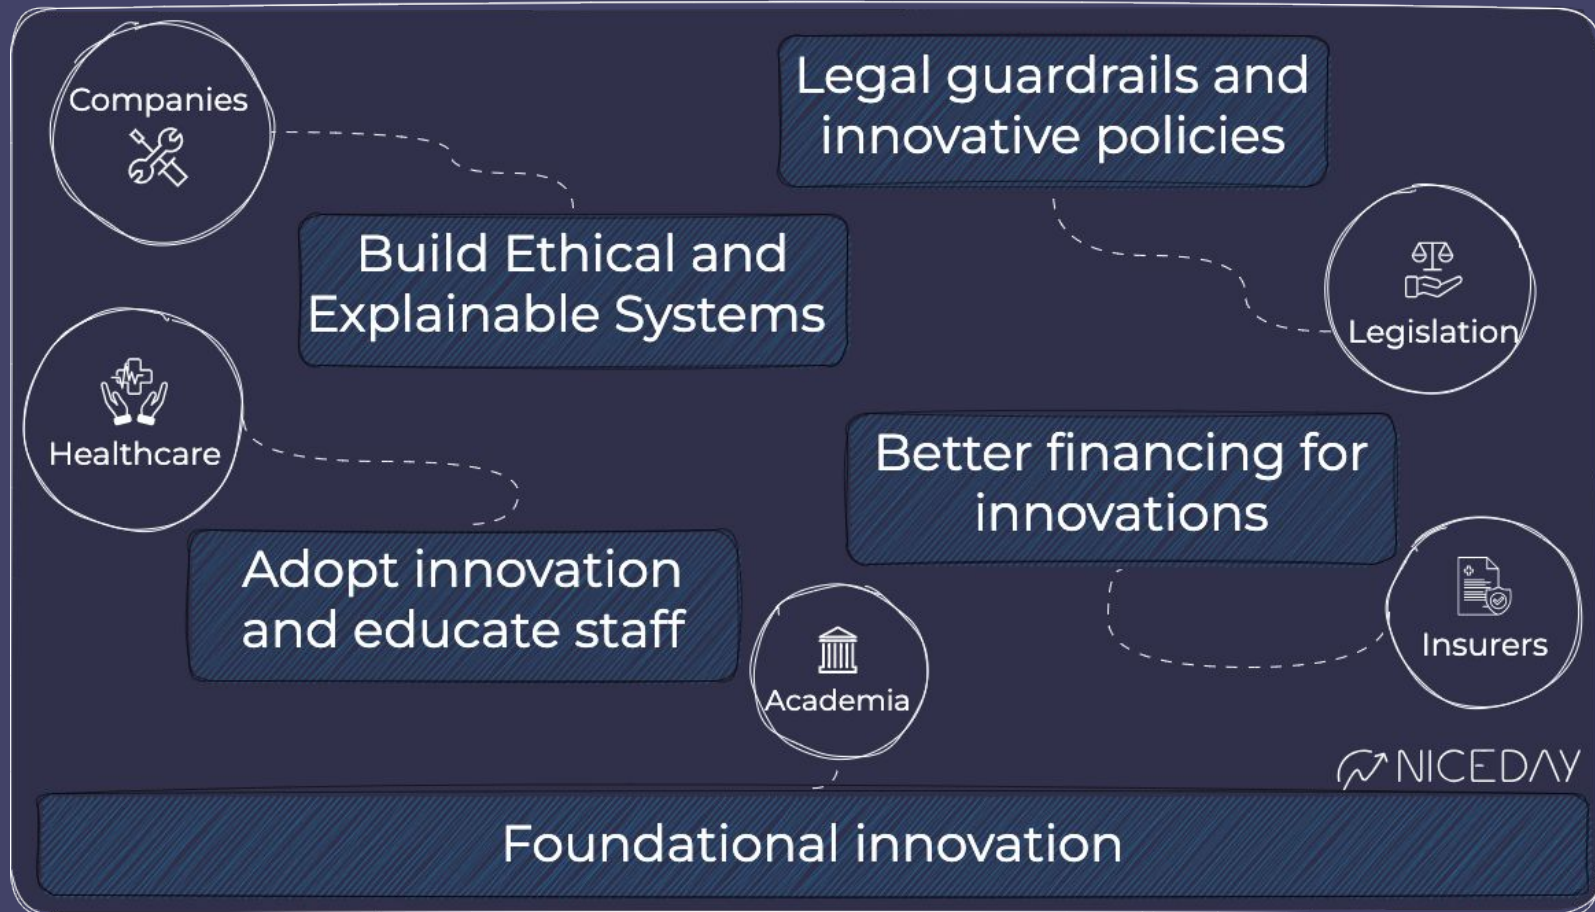 Companies
Build Ethical and
Explainable Systems
Healthcare
Adopt innovation
and educate staff
Legal guardrails and
innovative policies
Legislation
Better financing for
innovations
Insurers
Academia
NICEDAY
Foundational innovation